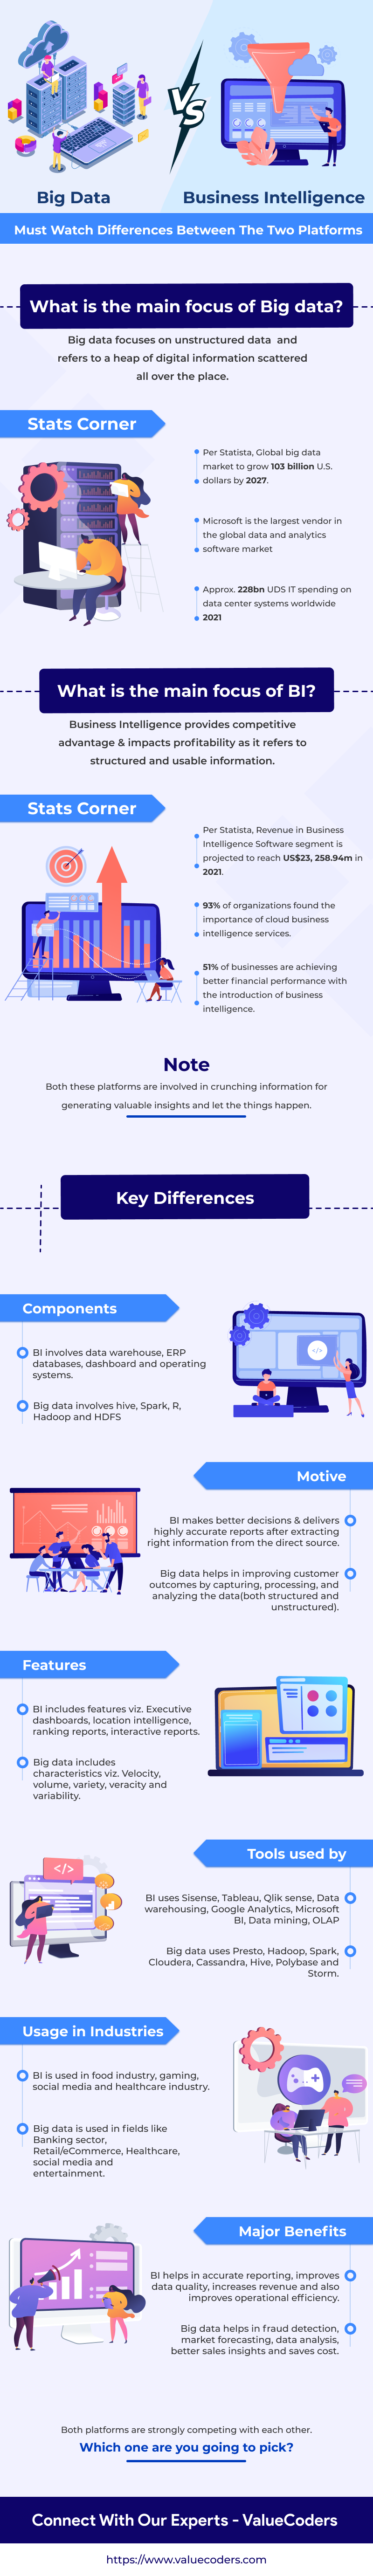 VS
Big Data
Business Intelligence
Must Watch Differences Between The Two Platforms
What is the main focus of Big data?
Big data focuses on unstructured data and
refers to a heap of digital information scattered
all over the place.
Stats Corner
Per Statista, Global big data
market to grow 103 billion U.S.
dollars by 2027.
Microsoft is the largest vendor in
the global data and analytics
software market
Approx. 228bn UDS IT spending on
data center systems worldwide
2021
What is the main focus of BI?
Business Intelligence provides competitive
advantage & impacts profitability as it refers to
structured and usable information.
Stats Corner
Per Statista, Revenue in Business
Intelligence Software segment is
projected to reach US$23, 258.94m in
2021.
93% of organizations found the
importance of cloud business
intelligence services.
51% of businesses are achieving
better financial performance with
the introduction of business
intelligence.
Note
Both these platforms are involved in crunching information for
generating valuable insights and let the things happen.
Key Differences
Components
BI involves data warehouse, ERP
databases, dashboard and operating
systems.
Big data involves hive, Spark, R,
Hadoop and HDFS
</>
Motive
BI makes better decisions & delivers
highly accurate reports after extracting
right information from the direct source.
Big data helps in improving customer
outcomes by capturing, processing, and
analyzing the data(both structured and
unstructured).
Features
BI includes features viz. Executive
dashboards, location intelligence,
ranking reports, interactive reports.
Big data includes
characteristics viz. Velocity,
volume, variety, veracity and
variability.
</>
Tools used by
BI uses Sisense, Tableau, Qlik sense, Data
warehousing, Google Analytics, Microsoft
BI, Data mining, OLAP
Big data uses Presto, Hadoop, Spark,
Cloudera, Cassandra, Hive, Polybase and
Storm.
Usage in Industries
BI is used in food industry, gaming,
social media and healthcare industry.
Big data is used in fields like
Banking sector,
Retail/eCommerce, Healthcare,
social media and
entertainment.
Major Benefits
BI helps in accurate reporting, improves
data quality, increases revenue and also
improves operational efficiency.
Big data helps in fraud detection,
market forecasting, data analysis,
better sales insights and saves cost.
Both platforms are strongly competing with each other.
Which one are you going to pick?
Connect With Our Experts - ValueCoders
https://www.valuecoders.com